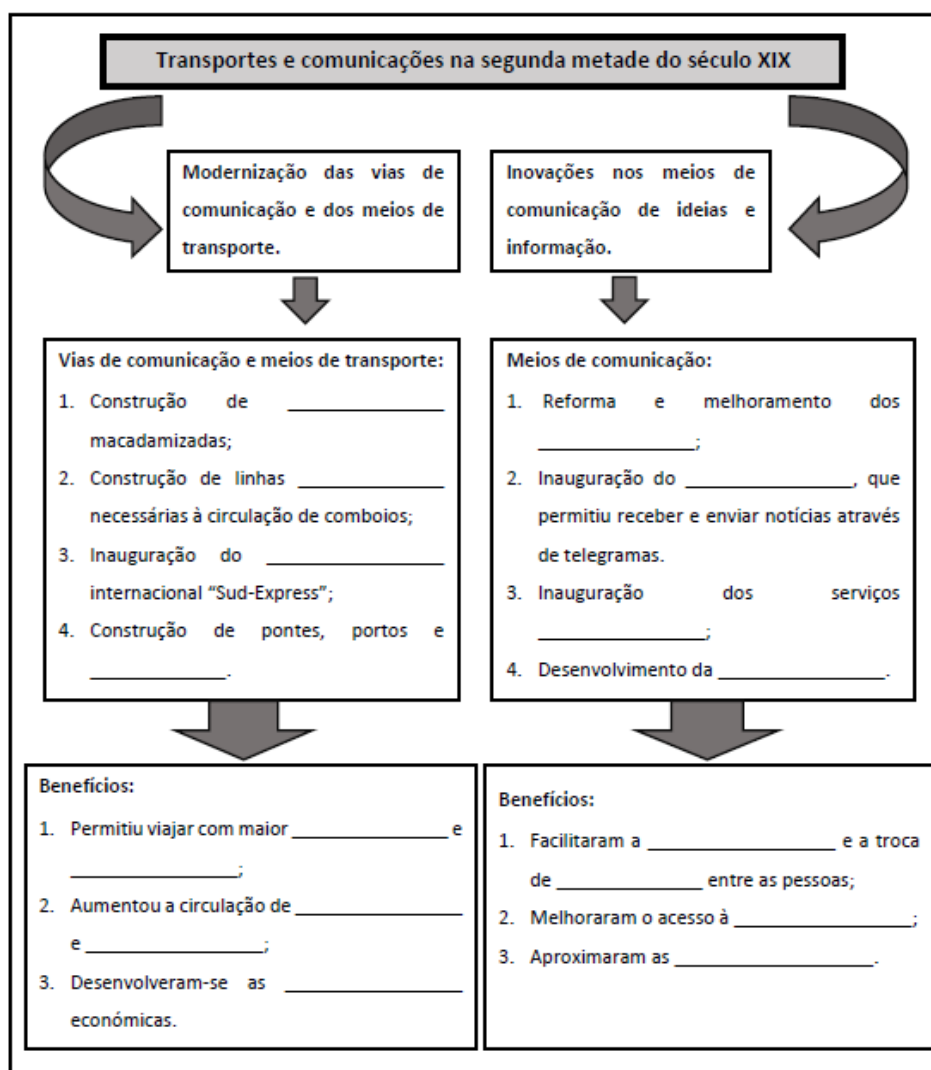 Transportes e comunicações na segunda metade do século XIX
Modernização das vias de
comunicação e dos meios de
transporte.
Inovações nos meios de
comunicação de ideias e
informação.
Vias de comunicação e meios de transporte:
1. Construção de ________________
macadamizadas;
2. Construção de linhas _______________
necessárias à circulação de comboios;
3. Inauguração do __________________
internacional “Sud-Express”;
4. Construção de pontes, portos e
______________.
Meios de comunicação:
1. Reforma e melhoramento dos
________________;
2. Inauguração do _________________, que
permitiu receber e enviar notícias através
de telegramas.
3. Inauguração dos serviços
_________________;
4. Desenvolvimento da _________________.
Benefícios:
1. Permitiu viajar com maior ________________ e
_________________;
2. Aumentou a circulação de _________________
e __________________;
3. Desenvolveram-se as __________________
económicas.
Benefícios:
1. Facilitaram a ___________________ e a troca
de _______________ entre as pessoas;
2. Melhoraram o acesso à __________________;
3. Aproximaram as ____________________.